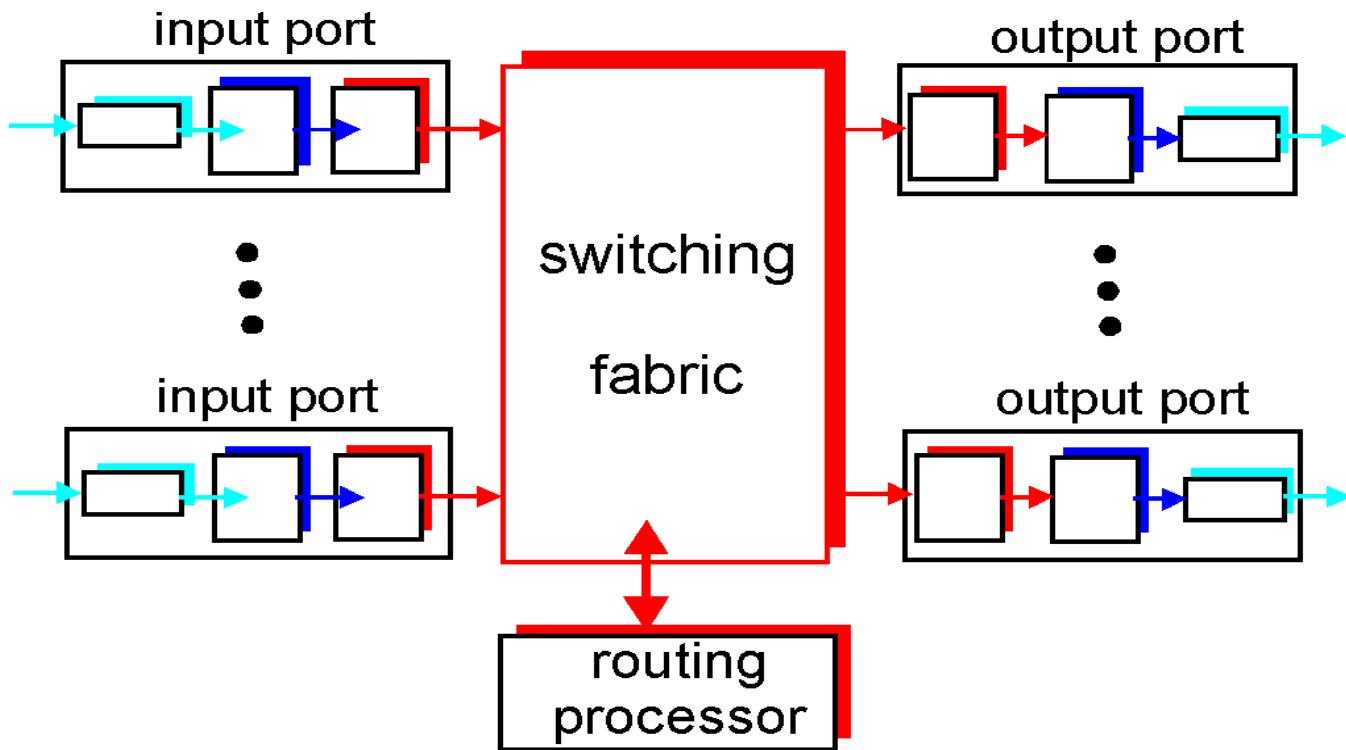 input port
output port
switching
fabric
input port
output port
routing
processor